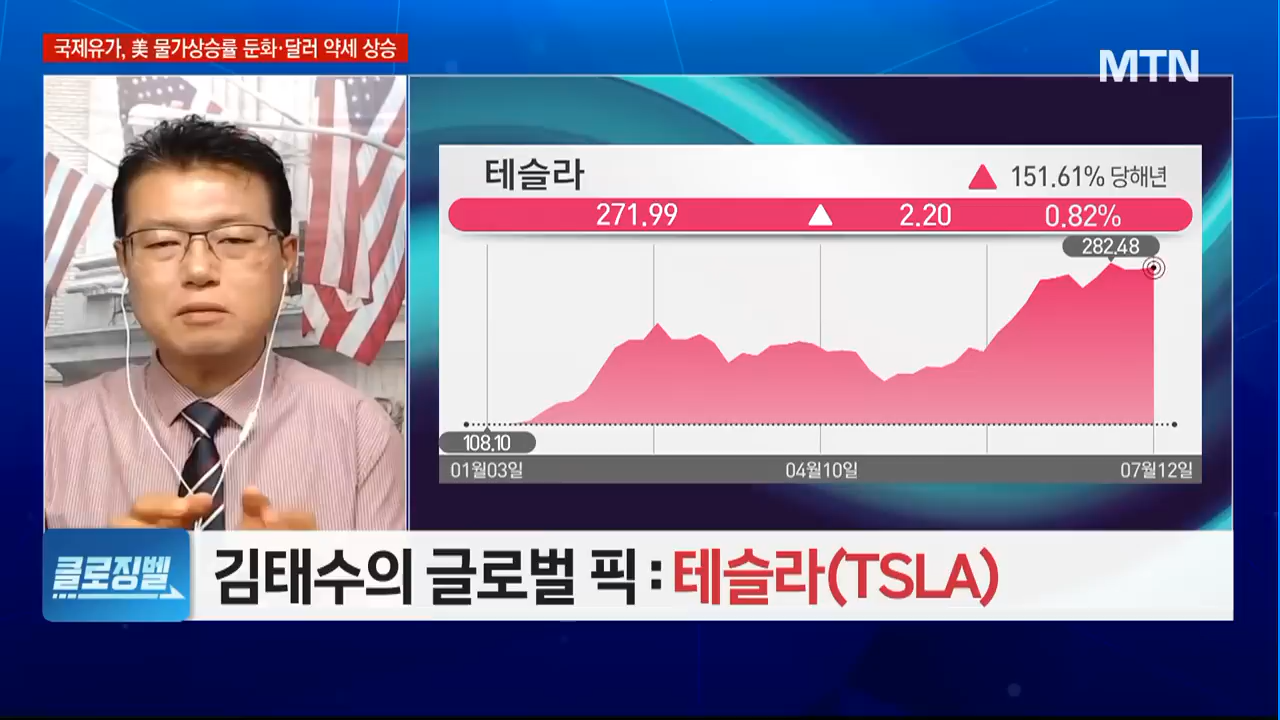 국제유가, 美 물가상승률 둔화·달러 약세 상승
MTN
테슬라
▲ 151.61% 당해년
271.99 ▲ 2.20 0.82%
282.48
108.10
01월03일 04월10일 07월12일
클로징벨
김태수의 글로벌 픽 : 테슬라(TSLA)